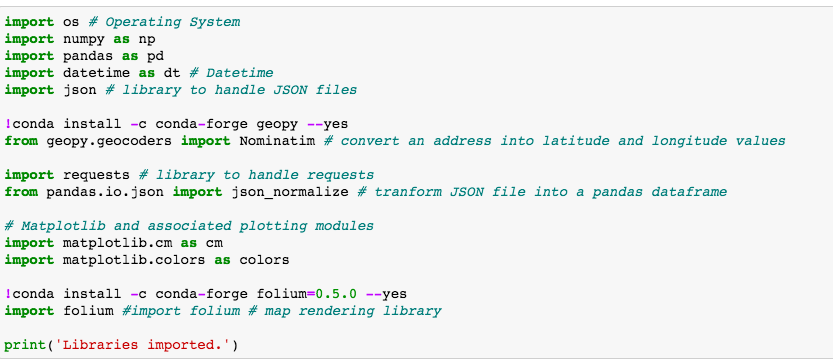 import os # Operating System
import numpy as np
import pandas as pd
import datetime as dt # Datetime
import json # library to handle JSON files
!conda install -c conda-forge geopy --yes
from geopy.geocoders import Nominatim # convert an address into latitude and longitude values
import requests # library to handle requests
from pandas.io.json import json_normalize # tranform JSON file into a pandas dataframe
# Matplotlib and associated plotting modules
import matplotlib.cm as cm
import matplotlib.colors as colors
!conda install -c conda-forge folium=0.5.0 --yes
import folium #import folium # map rendering library
print('Libraries imported.')